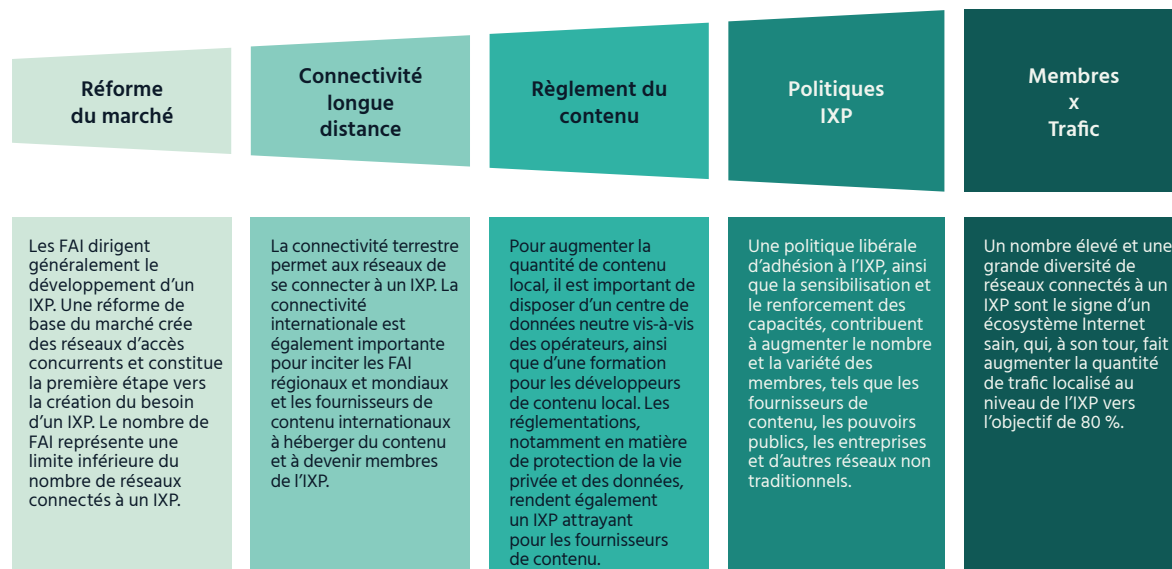 Réforme
du marché
Connectivité
longue
distance
Règlement du
contenu
Politiques
IXP
Membres
x
Trafic
Les FAI dirigent
généralement le
développement d’un
IXP. Une réforme de
base du marché crée
des réseaux d’accès
concurrents et constitue
la première étape vers
la création du besoin
d’un IXP. Le nombre de
FAI représente une
limite inférieure du
nombre de réseaux
connectés à un IXP.
La connectivité terrestre
permet aux réseaux de
se connecter à un IXP. La
connectivité
internationale est
également importante
pour inciter les FAI
régionaux et mondiaux
et les fournisseurs de
contenu internationaux
à héberger du contenu
et à devenir membres
de l’IXP.
Pour augmenter la
quantité de contenu
local, il est important de
disposer d’un centre de
données neutre vis-à-vis
des opérateurs, ainsi
que d’une formation
pour les développeurs
de contenu local. Les
réglementations,
notamment en matière
de protection de la vie
privée et des données,
rendent également
un IXP attrayant
pour les fournisseurs
de contenu.
Une politique libérale
d’adhésion à l’IXP, ainsi
que la sensibilisation et
le renforcement des
capacités, contribuent
à augmenter le nombre
et la variété des
membres, tels que les
fournisseurs de
contenu, les pouvoirs
publics, les entreprises
et d’autres réseaux non
traditionnels.
Un nombre élevé et une
grande diversité de
réseaux connectés à un
IXP sont le signe d’un
écosystème Internet
sain, qui, à son tour, fait
augmenter la quantité
de trafic localisé au
niveau de l’IXP vers
l’objectif de 80 %.